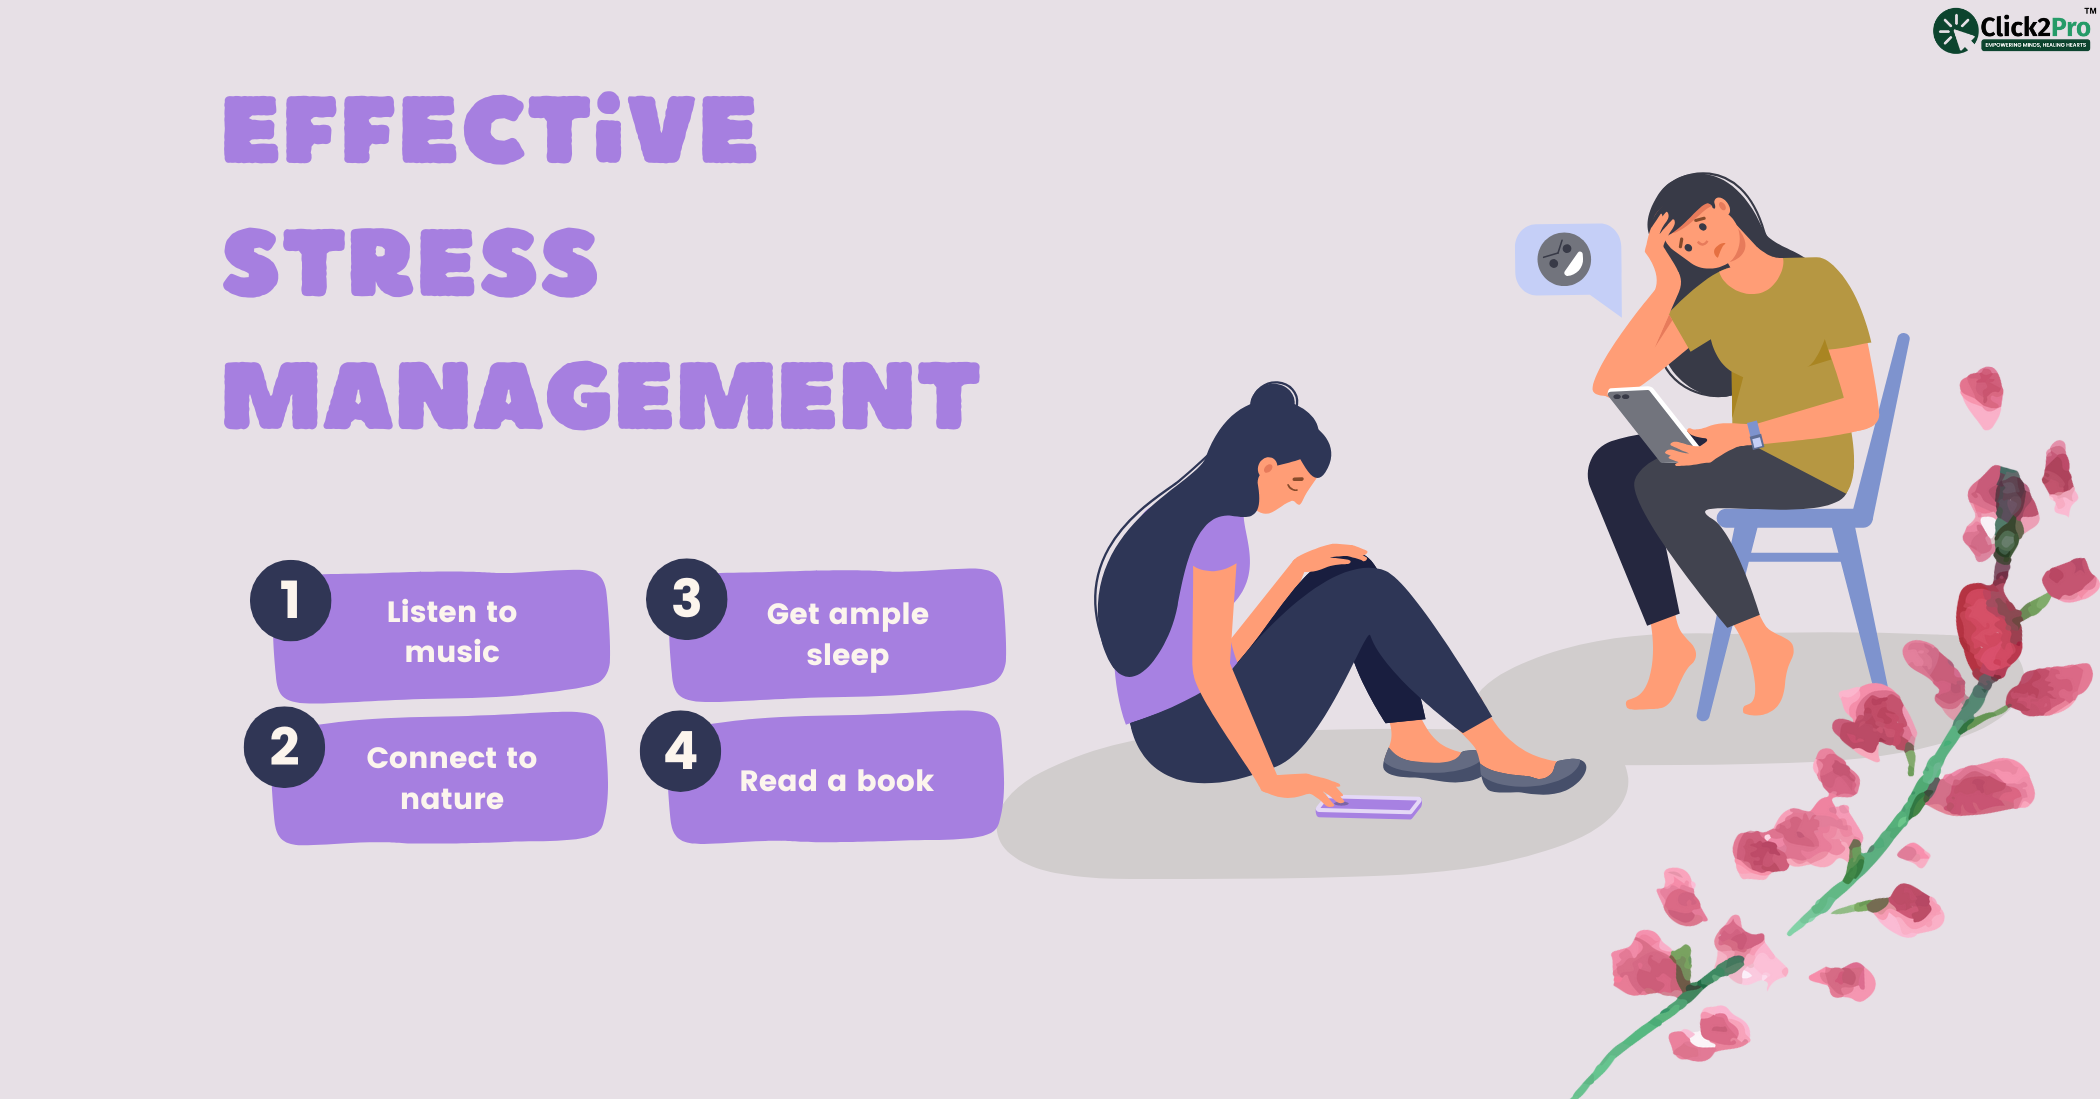 Click2Pro™
EMPOWERING MINDS, HEALING HEARTS
EFFECTiVE
STRESS
MANAGEMENT
1
Listen to
music
2
Connect to
nature
3
Get ample
sleep
4
Read a book